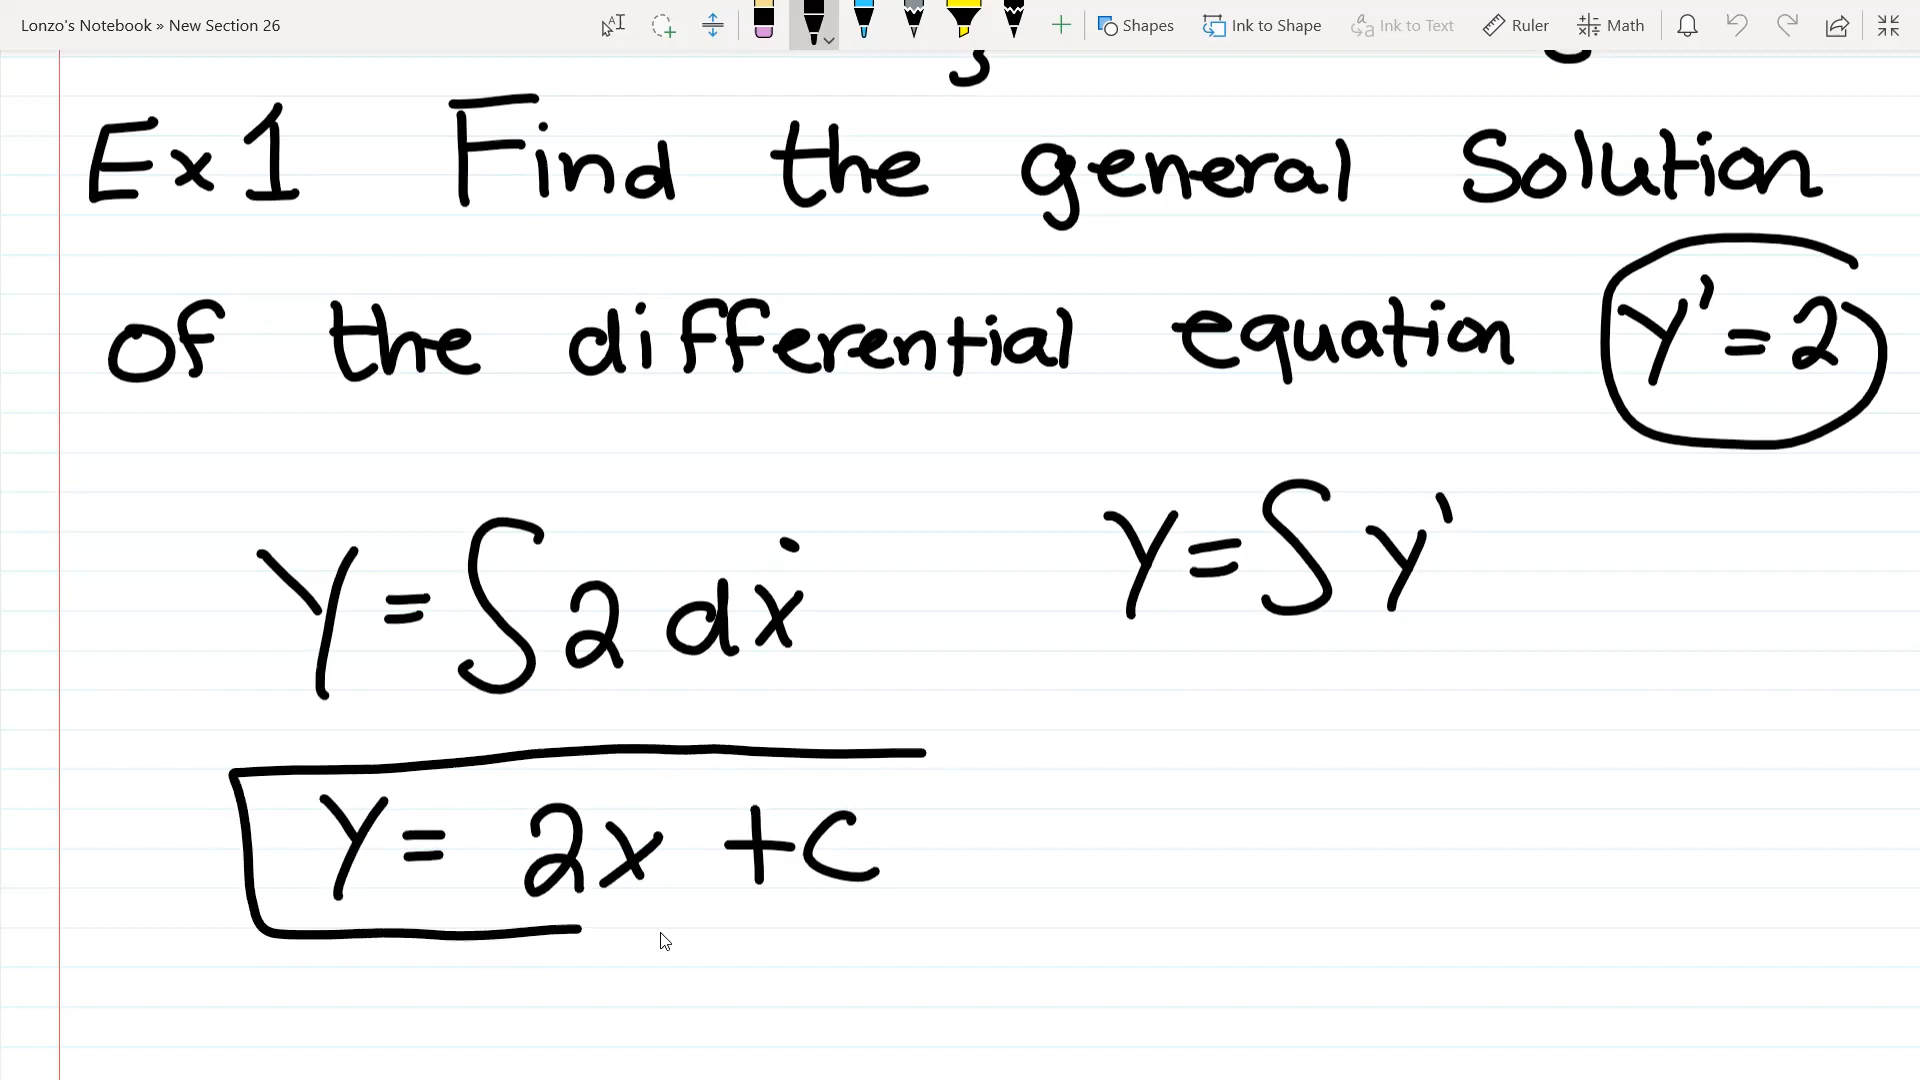 Lonzo's Notebook » New Section 26
Shapes Ink to Shape Ink to Text Ruler Math
Ex 1 Find the general Solution
of the differential equation y' = 2
y = ∫ 2 dx
y = ∫ y'
y = 2x + C